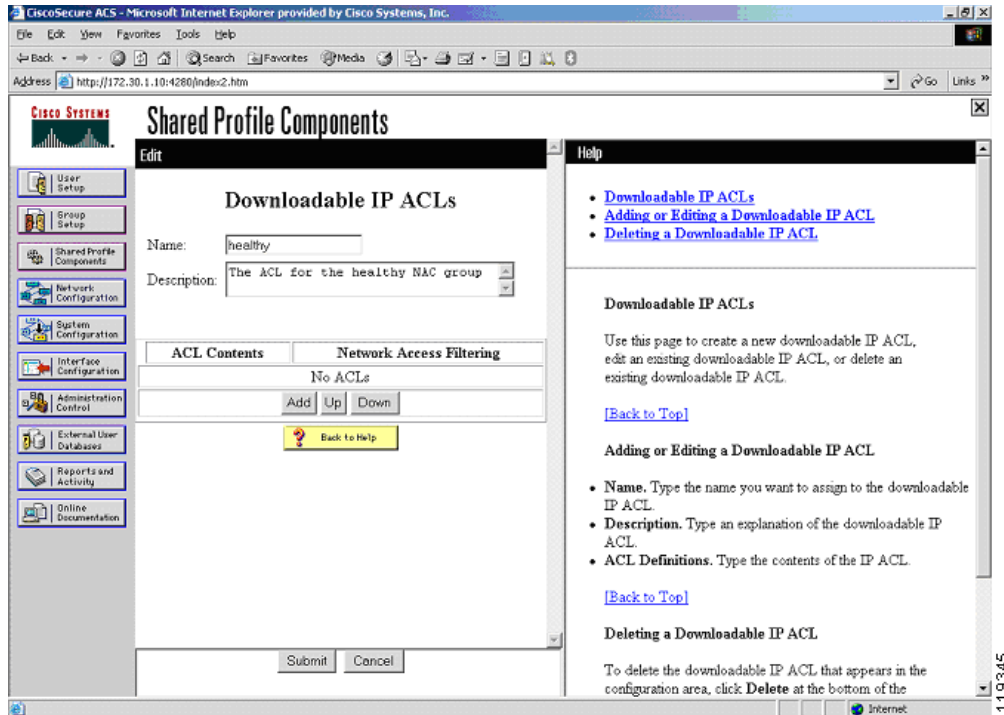 CiscoSecure ACS - Microsoft Internet Explorer provided by Cisco Systems, Inc.
File Edit View Favorites Tools Help
Back Search Favorites Media
Address http://172.30.1.10:4280/index2.htm Go Links »
CISCO SYSTEMS
Shared Profile Components
Edit
User
Setup
Group
Setup
Shared Profile
Components
Network
Configuration
System
Configuration
Interface
Configuration
Administration
Control
External User
Databases
Reports and
Activity
Online
Documentation
Downloadable IP ACLs
Name: healthy
Description: The ACL for the healthy NAC group
ACL Contents Network Access Filtering
No ACLs
Add Up Down
? Back to Help
Submit Cancel
Help
• Downloadable IP ACLs
• Adding or Editing a Downloadable IP ACL
• Deleting a Downloadable IP ACL
Downloadable IP ACLs
Use this page to create a new downloadable IP ACL,
edit an existing downloadable IP ACL, or delete an
existing downloadable IP ACL.
[Back to Top]
Adding or Editing a Downloadable IP ACL
• Name. Type the name you want to assign to the downloadable
IP ACL.
• Description. Type an explanation of the downloadable IP
ACL.
• ACL Definitions. Type the contents of the IP ACL.
[Back to Top]
Deleting a Downloadable IP ACL
To delete the downloadable IP ACL that appears in the
configuration area, click Delete at the bottom of the
Internet
119345